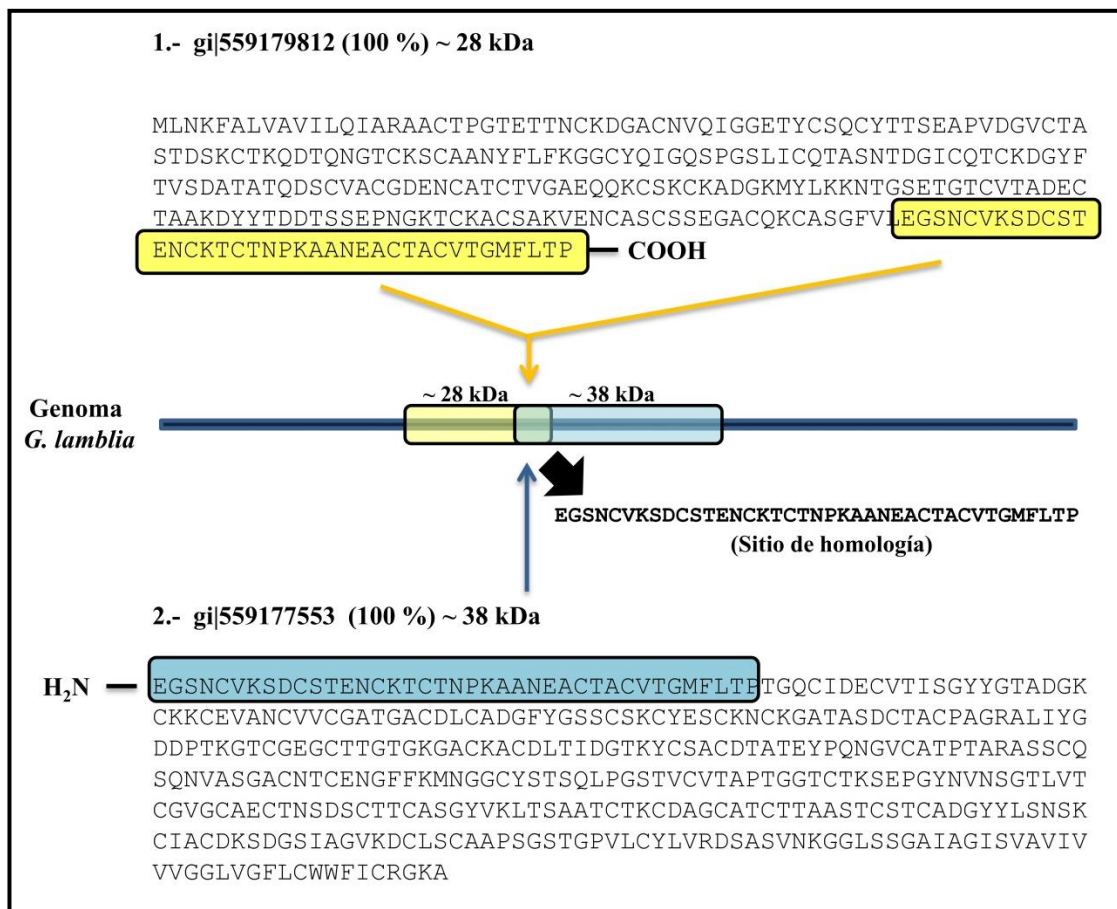 1.- gi|559179812 (100 %) ~ 28 kDa
MLNKFALVAVILQIARAACTPGTETTNCKDGACNVQIGGETYCSQCYTTSEAPVDGVCTA
STDSKCTKQDTQNGTCKSCAANYFLFKGGCYQIGQSPGSLICQTASNTDGICQTCKDGYF
TVSDATATQDSCVACGDENCATCTVGAEQQKCSKCKADGKMYLKKNTGSETGTCVTADEC
TAAKDYYTDDTSSEPNGKTCKACSAKVENCASCSSEGACQKCASGFVLEGSNCVKSDCST
ENCKTCTNPKAANEACTACVTGMFLTP
COOH
~ 28 kDa
~ 38 kDa
Genoma
G. lamblia
EGSNCVKSDCSTENCKTCTNPKAANEACTACVTGMFLTP
(Sitio de homología)
2.- gi|559177553 (100 %) ~ 38 kDa
H₂N
EGSNCVKSDCSTENCKTCTNPKAANEACTACVTGMFLTPTGQCIDECVTISGYYGTADGK
CKKCEVANCVVCGATGACDLCADGFYGSSCSKCYESCKNCKGATASDCTACPAGRALIYG
DDPTKGTCGEGCTTGTGKGACKACDLTIDGTKYCSACDTATEYPQNGVCATPTARASSCQ
SQNVASGACNTCENGFFKMNGGCYSTSQLPGSTVCVTAPTGGTCTKSEPGYNVNSGTLVT
CGVGCAECTNSDSCTTCASGYVKLTSAATCTKCDAGCATCTTAASTCSTCADGYYLSNSK
CIACDKSDGSIAGVKDCLSCAAPSGSTGPVLCYLVRDSASVNKGGLSSGAIAGISVAVIV
VVGGLVGFLCWWFICRGKA